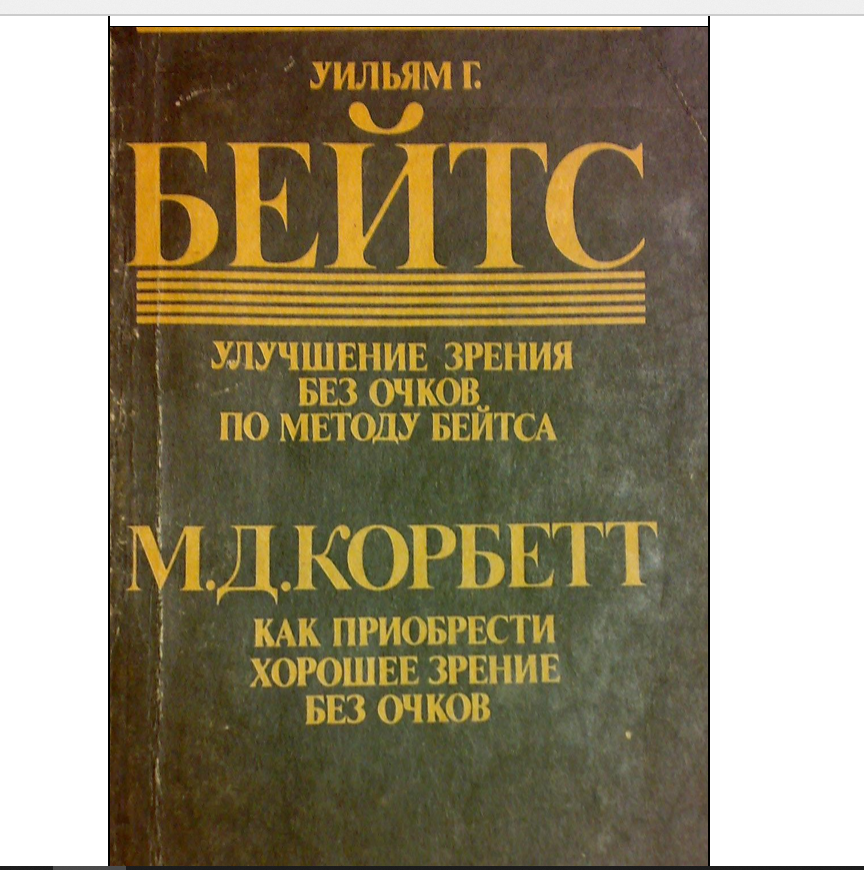 УИЛЬЯМ Г.
БЕЙТС
УЛУЧШЕНИЕ ЗРЕНИЯ
БЕЗ ОЧКОВ
ПО МЕТОДУ БЕЙТСА
М.Д.КОРБЕТТ
КАК ПРИОБРЕСТИ
ХОРОШЕЕ ЗРЕНИЕ
БЕЗ ОЧКОВ